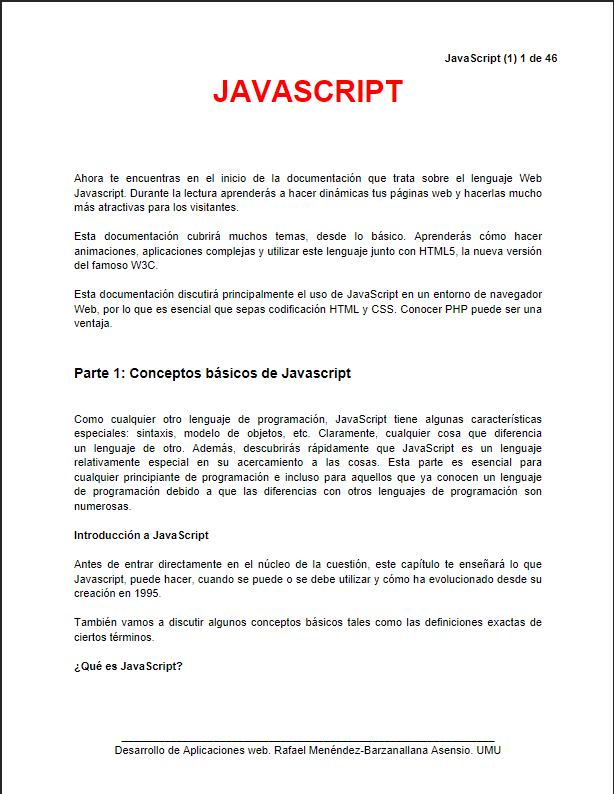 JavaScript (1) 1 de 46
JAVASCRIPT
Ahora te encuentras en el inicio de la documentación que trata sobre el lenguaje Web
Javascript. Durante la lectura aprenderás a hacer dinámicas tus páginas web y hacerlas mucho
más atractivas para los visitantes.
Esta documentación cubrirá muchos temas, desde lo básico. Aprenderás cómo hacer
animaciones, aplicaciones complejas y utilizar este lenguaje junto con HTML5, la nueva versión
del famoso W3C.
Esta documentación discutirá principalmente el uso de JavaScript en un entorno de navegador
Web, por lo que es esencial que sepas codificación HTML y CSS. Conocer PHP puede ser una
ventaja.
Parte 1: Conceptos básicos de Javascript
Como cualquier otro lenguaje de programación, JavaScript tiene algunas características
especiales: sintaxis, modelo de objetos, etc. Claramente, cualquier cosa que diferencia
un lenguaje de otro. Además, descubrirás rápidamente que JavaScript es un lenguaje
relativamente especial en su acercamiento a las cosas. Esta parte es esencial para
cualquier principiante de programación e incluso para aquellos que ya conocen un lenguaje
de programación debido a que las diferencias con otros lenguajes de programación son
numerosas.
Introducción a JavaScript
Antes de entrar directamente en el núcleo de la cuestión, este capítulo te enseñará lo que
Javascript, puede hacer, cuando se puede o se debe utilizar y cómo ha evolucionado desde su
creación en 1995.
También vamos a discutir algunos conceptos básicos tales como las definiciones exactas de
ciertos términos.
¿Qué es JavaScript?
Desarrollo de Aplicaciones web. Rafael Menéndez-Barzanallana Asensio. UMU